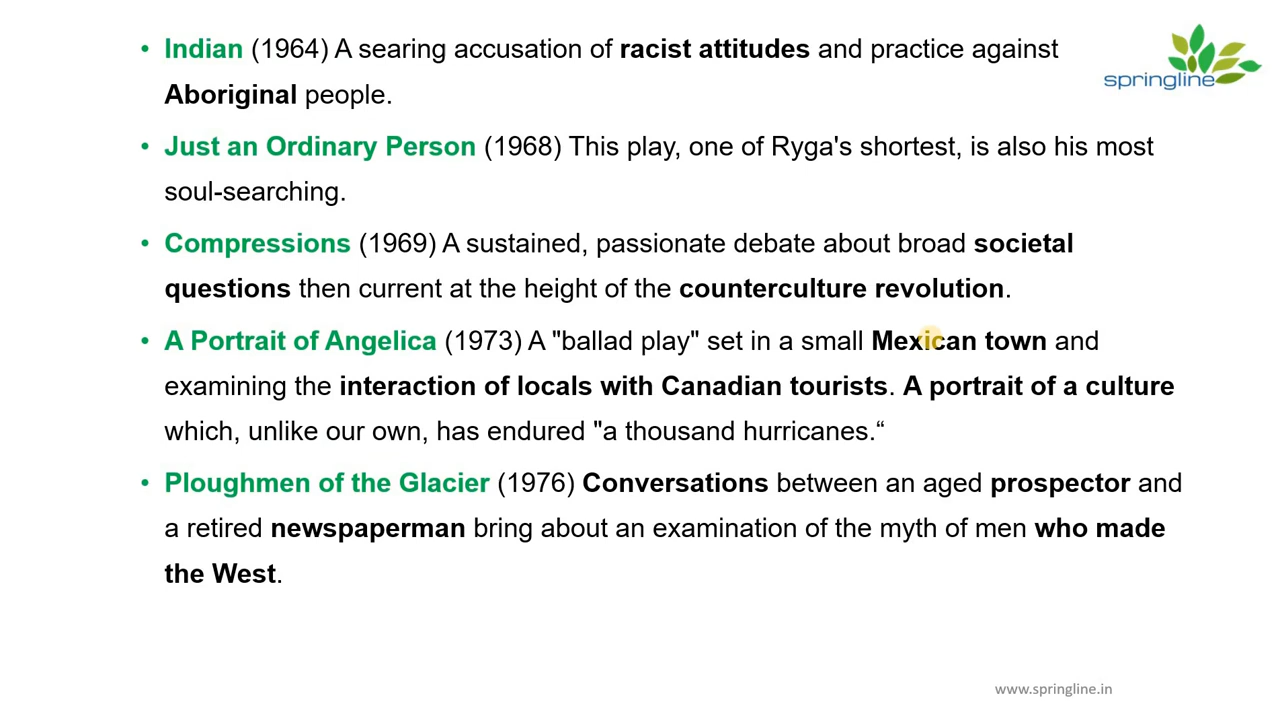 • Indian (1964) A searing accusation of racist attitudes and practice against
Aboriginal people.
springline
• Just an Ordinary Person (1968) This play, one of Ryga's shortest, is also his most
soul-searching.
• Compressions (1969) A sustained, passionate debate about broad societal
questions then current at the height of the counterculture revolution.
• A Portrait of Angelica (1973) A "ballad play" set in a small Mexican town and
examining the interaction of locals with Canadian tourists. A portrait of a culture
which, unlike our own, has endured "a thousand hurricanes.“
• Ploughmen of the Glacier (1976) Conversations between an aged prospector and
a retired newspaperman bring about an examination of the myth of men who made
the West.
www.springline.in